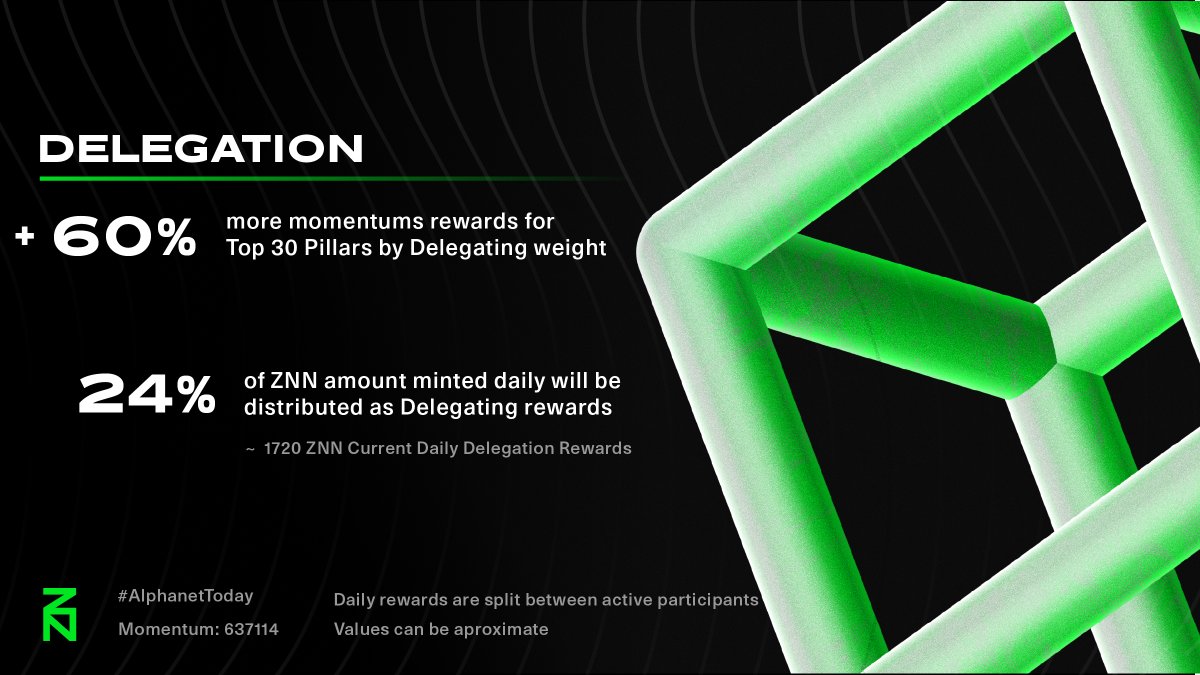 DELEGATION
+ 60%
more momentums rewards for
Top 30 Pillars by Delegating weight
24%
of ZNN amount minted daily will be
distributed as Delegating rewards
~ 1720 ZNN Current Daily Delegation Rewards
#AlphanetToday
Momentum: 637114
Daily rewards are split between active participants
Values can be aproximate